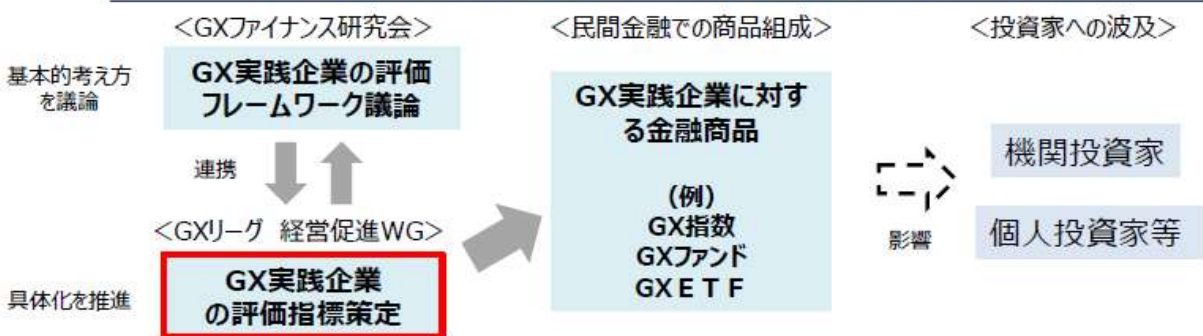 ＜GXファイナンス研究会＞
基本的考え方
を議論
GX実践企業の評価
フレームワーク議論
連携
＜GXリーグ 経営促進WG＞
具体化を推進
GX実践企業
の評価指標策定
＜民間金融での商品組成＞
GX実践企業に対す
る金融商品
（例）
GX指数
GXファンド
GXＥＴＦ
影響
＜投資家への波及＞
機関投資家
個人投資家等